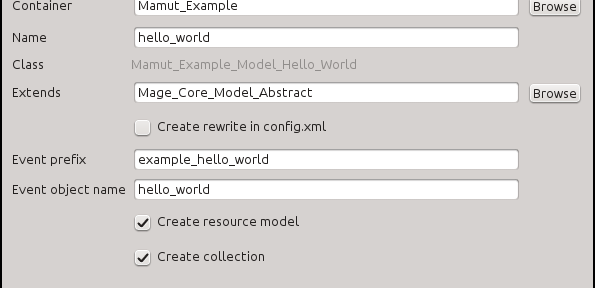 Container Mamut_Example Browse
Name hello_world
Class Mamut_Example_Model_Hello_World
Extends Mage_Core_Model_Abstract Browse
Create rewrite in config.xml
Event prefix example_hello_world
Event object name hello_world
Create resource model
Create collection